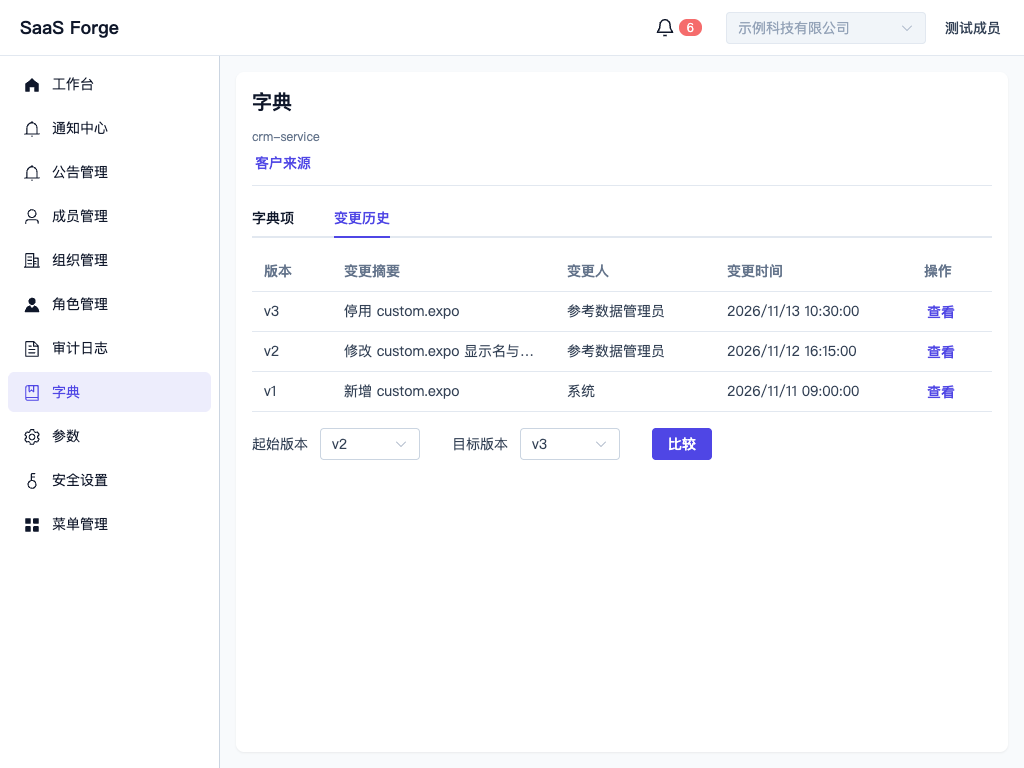 SaaS Forge
6
示例科技有限公司
测试成员
工作台
通知中心
公告管理
成员管理
组织管理
角色管理
审计日志
字典
参数
安全设置
菜单管理
字典
crm-service
客户来源
字典项 变更历史
版本 变更摘要 变更人 变更时间 操作
v3 停用 custom.expo 参考数据管理员 2026/11/13 10:30:00 查看
v2 修改 custom.expo 显示名与… 参考数据管理员 2026/11/12 16:15:00 查看
v1 新增 custom.expo 系统 2026/11/11 09:00:00 查看
起始版本 v2 目标版本 v3 比较